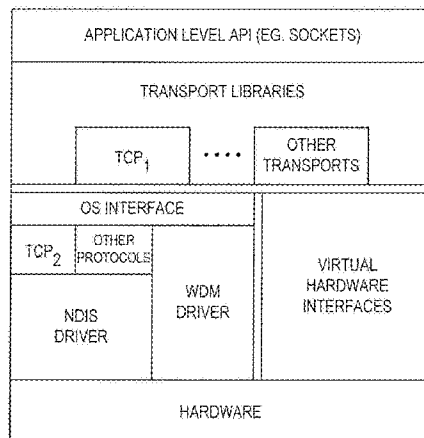 APPLICATION LEVEL API (EG. SOCKETS)
TRANSPORT LIBRARIES
TCP1
....
OTHER
TRANSPORTS
OS INTERFACE
TCP2
OTHER
PROTOCOLS
WDM
DRIVER
NDIS
DRIVER
VIRTUAL
HARDWARE
INTERFACES
HARDWARE